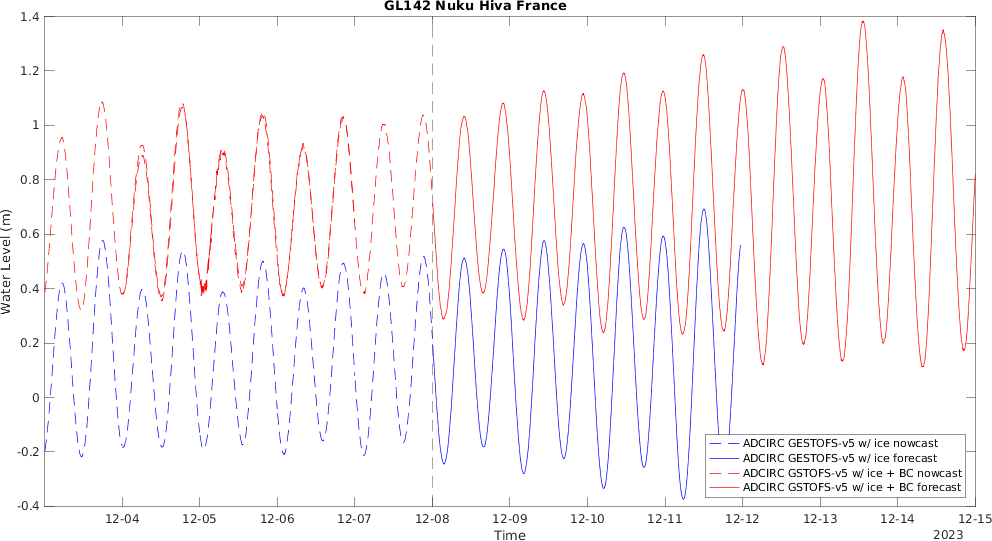 GL142 Nuku Hiva France
1.4
1.2
1
0.8
0.6
0.4
0.2
0
-0.2
-0.4
Water Level (m)
ADCIRC GESTOFS-v5 w/ ice nowcast
ADCIRC GESTOFS-v5 w/ ice forecast
ADCIRC GSTOFS-v5 w/ ice + BC nowcast
ADCIRC GSTOFS-v5 w/ ice + BC forecast
12-04 12-05 12-06 12-07 12-08 12-09 12-10 12-11 12-12 12-13 12-14 12-15
Time
2023